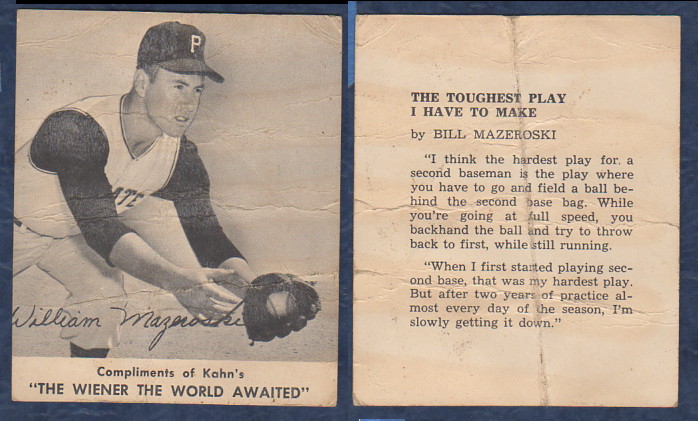 P
ATE
William Mazeroski
Compliments of Kahn's
"THE WIENER THE WORLD AWAITED"
THE TOUGHEST PLAY
I HAVE TO MAKE
by BILL MAZEROSKI
"I think the hardest play for a
second baseman is the play where
you have to go and field a ball be-
hind the second base bag. While
you're going at full speed, you
backhand the ball and try to throw
back to first, while still running.
"When I first started playing sec-
ond base, that was my hardest play.
But after two years of practice al-
most every day of the season, I'm
slowly getting it down."